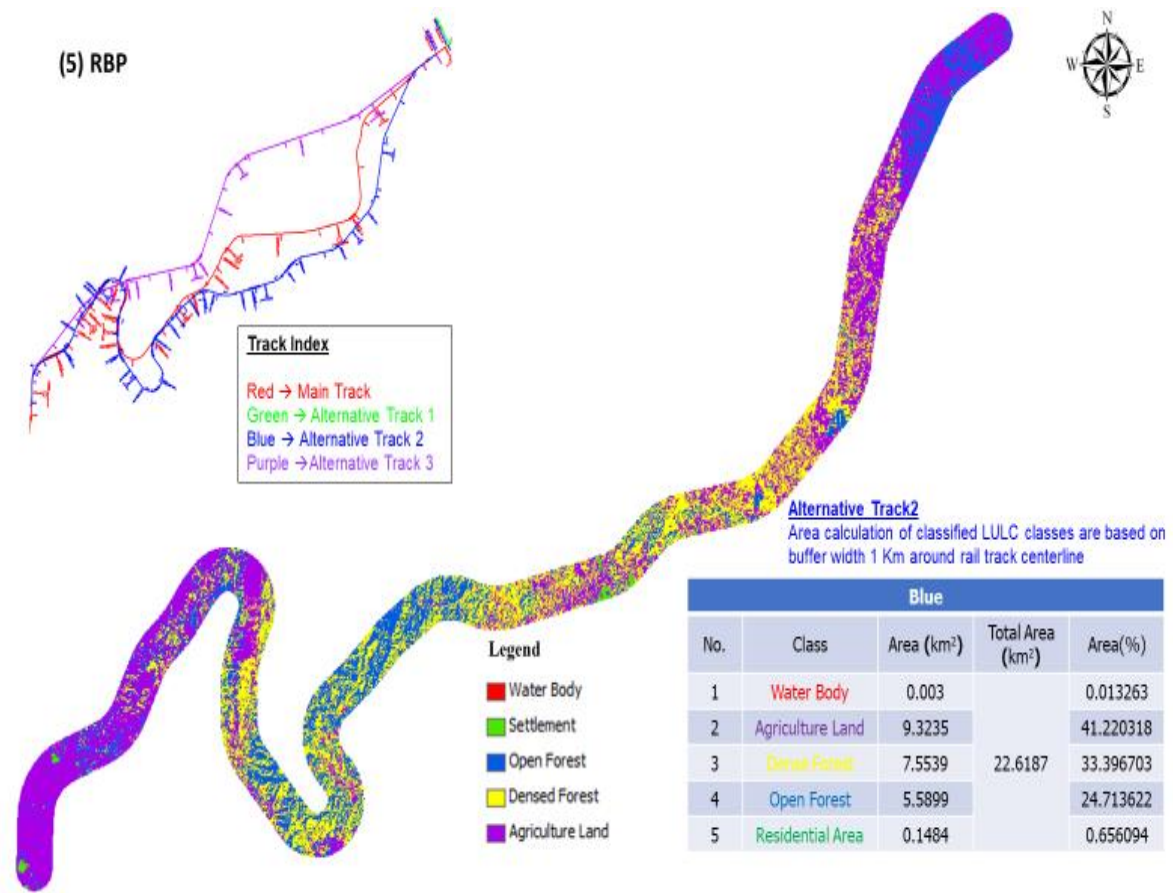 (5) RBP
N
W E
S
Track Index
Red → Main Track
Green → Alternative Track 1
Blue → Alternative Track 2
Purple → Alternative Track 3
Alternative Track2
Area calculation of classified LULC classes are based on
buffer width 1 Km around rail track centerline
Legend
Water Body
Settlement
Open Forest
Densed Forest
Agriculture Land
Blue
No. Class Area (km²) Total Area (km²) Area(%)
1 Water Body 0.003 0.013263
2 Agriculture Land 9.3235 41.220318
3 Dense Forest 7.5539 22.6187 33.396703
4 Open Forest 5.5899 24.713622
5 Residential Area 0.1484 0.656094